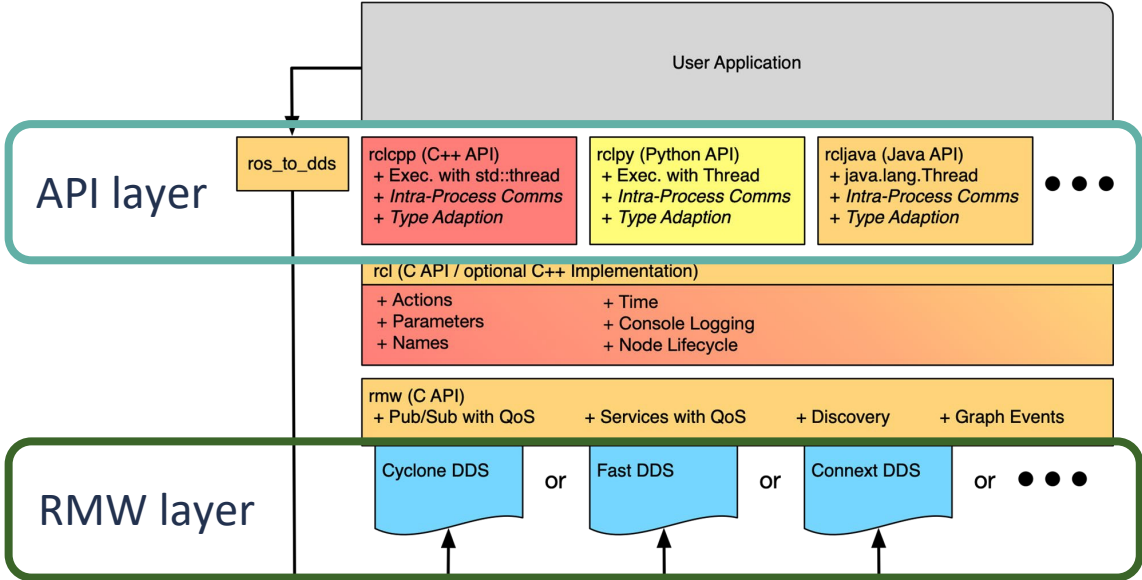 User Application
API layer
ros_to_dds
rclcpp (C++ API)
+ Exec. with std::thread
+ Intra-Process Comms
+ Type Adaption
rclpy (Python API)
+ Exec. with Thread
+ Intra-Process Comms
+ Type Adaption
rcljava (Java API)
+ java.lang.Thread
+ Intra-Process Comms
+ Type Adaption
rcl (C API / optional C++ Implementation)
+ Actions
+ Parameters
+ Names
+ Time
+ Console Logging
+ Node Lifecycle
rmw (C API)
+ Pub/Sub with QoS
+ Services with QoS
+ Discovery
+ Graph Events
RMW layer
Cyclone DDS
or
Fast DDS
or
Connext DDS
or